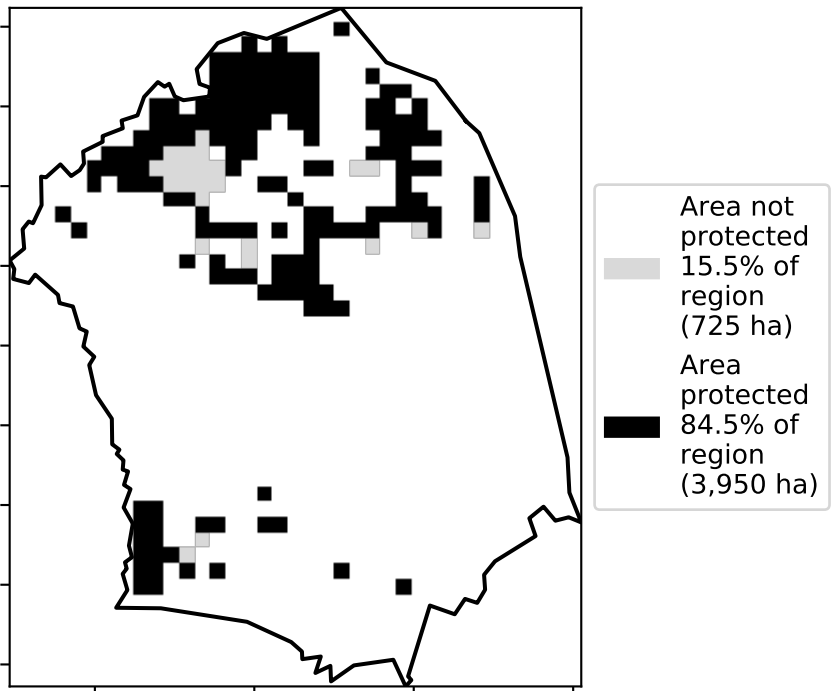 Area not
protected
15.5% of
region
(725 ha)
Area
protected
84.5% of
region
(3,950 ha)